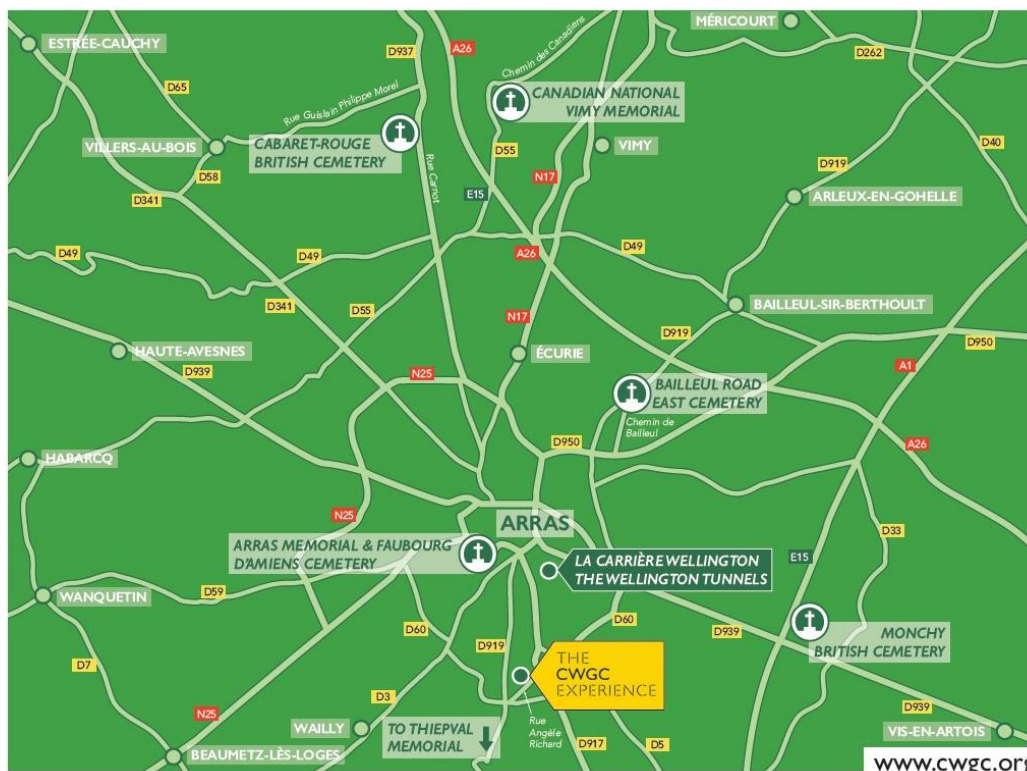 MÉRICOURT
ESTRÉE-CAUCHY
D937
A26
D262
Chemin des Canadiens
D65
CANADIAN NATIONAL
VIMY MEMORIAL
Rue Guislain Philippe Morel
CABARET-ROUGE
BRITISH CEMETERY
VILLERS-AU-BOIS
D55
VIMY
D40
D58
Rue Carnot
N17
D919
D341
E15
ARLEUX-EN-GOHELLE
D49
D49
A26
D49
D341
D55
N17
BAILLEUL-SIR-BERTHOULT
D919
D950
HAUTE-AVESNES
ÉCURIE
D939
N25
A1
BAILLEUL ROAD
EAST CEMETERY
Chemin de
Bailleul
D950
A26
HABARCQ
N25
ARRAS
D33
ARRAS MEMORIAL & FAUBOURG
D'AMIENS CEMETERY
LA CARRIÈRE WELLINGTON
THE WELLINGTON TUNNELS
E15
WANQUETIN
D59
D60
D60
D939
MONCHY
BRITISH CEMETERY
D919
THE
CWGC
EXPERIENCE
D7
D3
N25
WAILLY
TO THIEPVAL
MEMORIAL
Rue
Angèle
Richard
D917
D5
D939
VIS-EN-ARTOIS
BEAUMETZ-LÈS-LOGES
www.cwgc.org